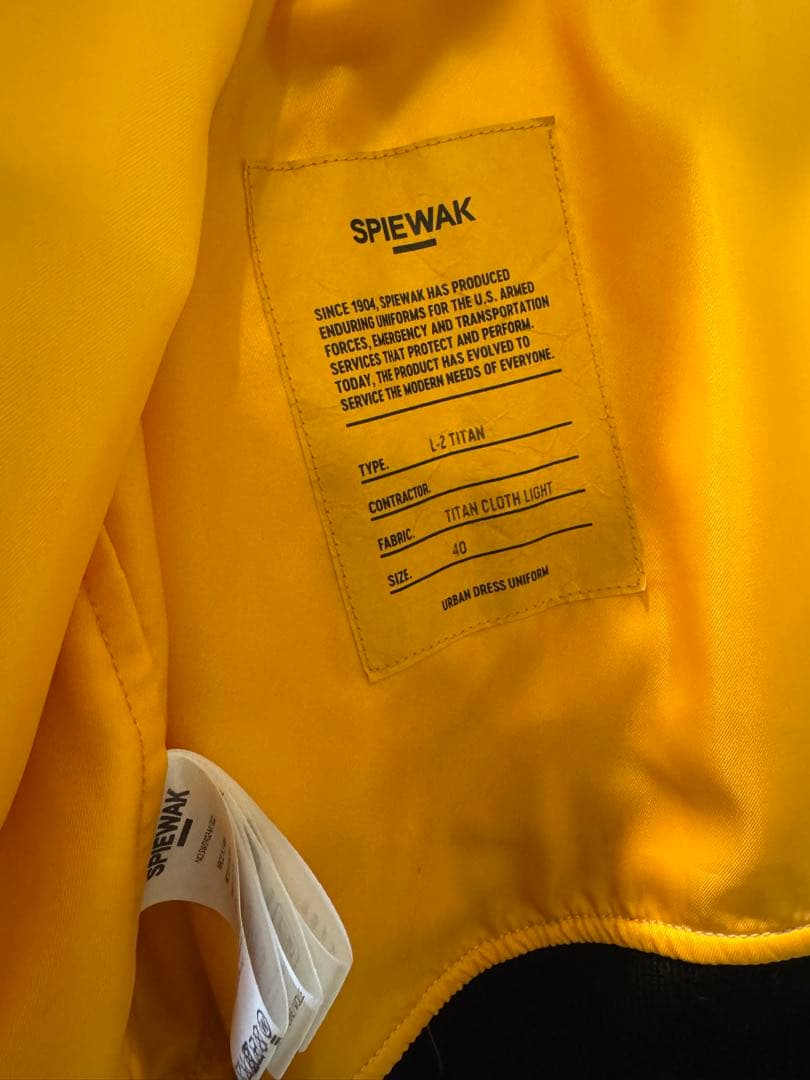 SPIEWAK
SINCE 1904, SPIEWAK HAS PRODUCED
ENDURING UNIFORMS FOR THE U.S. ARMED
FORCES, EMERGENCY AND TRANSPORTATION
SERVICES THAT PROTECT AND PERFORM.
TODAY, THE PRODUCT HAS EVOLVED TO
SERVICE THE MODERN NEEDS OF EVERYONE.
TYPE. L-2 TITAN
CONTRACTOR.
FABRIC. TITAN CLOTH LIGHT
SIZE. 40
URBAN DRESS UNIFORM
SPIEWAK